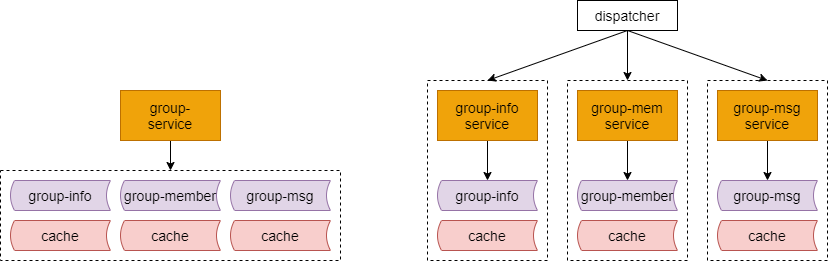 dispatcher
group-
service
group-info
service
group-mem
service
group-msg
service
group-info
group-member
group-msg
group-info
group-member
group-msg
cache
cache
cache
cache
cache
cache